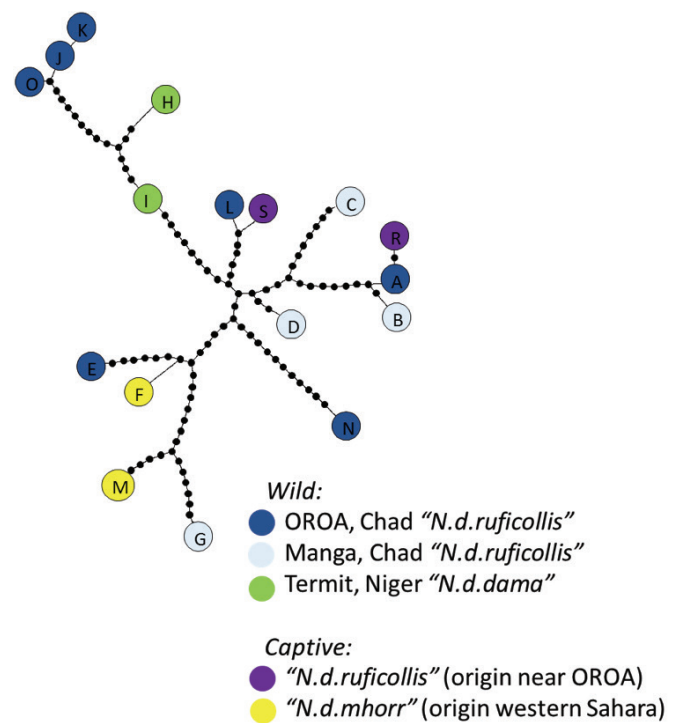 K
J
O
H
I
L
S
C
R
A
B
D
E
F
N
M
G
Wild:
OROA, Chad “N.d.ruficollis”
Manga, Chad “N.d.ruficollis”
Termit, Niger “N.d.dama”
Captive:
“N.d.ruficollis” (origin near OROA)
“N.d.mhorr” (origin western Sahara)